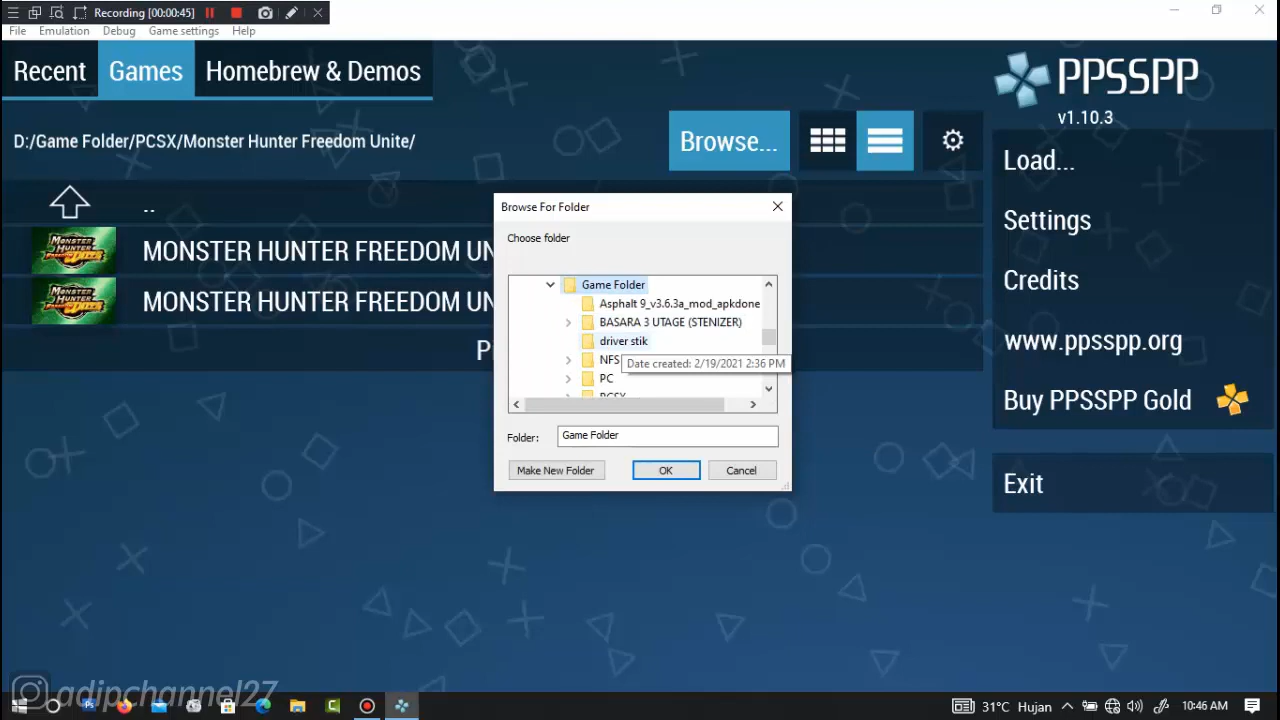 Recording [00:00:45]
File Emulation Debug Game settings Help
Recent Games Homebrew & Demos
PPSSPP
v1.10.3
D:/Game Folder/PCSX/Monster Hunter Freedom Unite/
Browse...
Load...
Settings
Credits
www.ppsspp.org
Buy PPSSPP Gold
Exit
..
MONSTER HUNTER FREEDOM UN
MONSTER HUNTER FREEDOM UN
Browse For Folder
Choose folder
Game Folder
Asphalt 9_v3.6.3a_mod_apkdone
BASARA 3 UTAGE (STENIZER)
driver stik
NFS
Date created: 2/19/2021 2:36 PM
PC
PCSX
Folder: Game Folder
Make New Folder OK Cancel
adipchannel27
31°C Hujan 10:46 AM